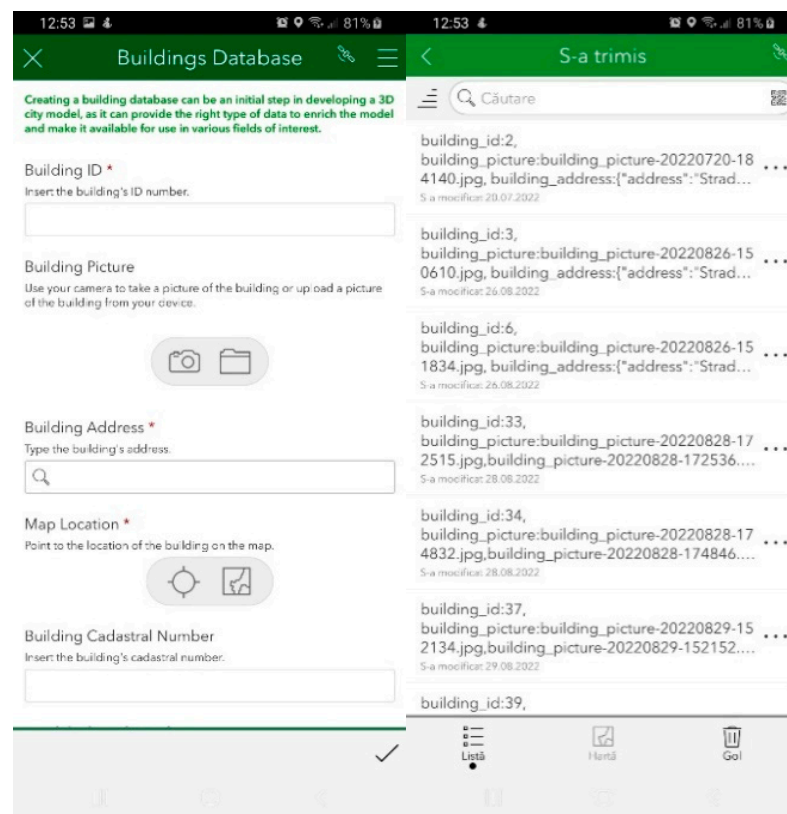 12:53
81%
Buildings Database
Creating a building database can be an initial step in developing a 3D
city model, as it can provide the right type of data to enrich the model
and make it available for use in various fields of interest.
Building ID *
Insert the building's ID number.
Building Picture
Use your camera to take a picture of the building or upload a picture
of the building from your device.
Building Address *
Type the building's address.
Map Location *
Point to the location of the building on the map.
Building Cadastral Number
Insert the building's cadastral number.
12:53
81%
S-a trimis
Căutare
building_id:2,
building_picture:building_picture-20220720-18
4140.jpg, building_address:{"address":"Strad...
S-a modificat 20.07.2022
building_id:3,
building_picture:building_picture-20220826-15
0610.jpg, building_address:{"address":"Strad...
S-a modificat 26.08.2022
building_id:6,
building_picture:building_picture-20220826-15
1834.jpg, building_address:{"address":"Strad...
S-a modificat 26.08.2022
building_id:33,
building_picture:building_picture-20220828-17
2515.jpg,building_picture-20220828-172536....
S-a modificat 28.08.2022
building_id:34,
building_picture:building_picture-20220828-17
4832.jpg,building_picture-20220828-174846....
S-a modificat 28.08.2022
building_id:37,
building_picture:building_picture-20220829-15
2134.jpg,building_picture-20220829-152152....
S-a modificat 29.08.2022
building_id:39,
Listă
Hartă
Gol